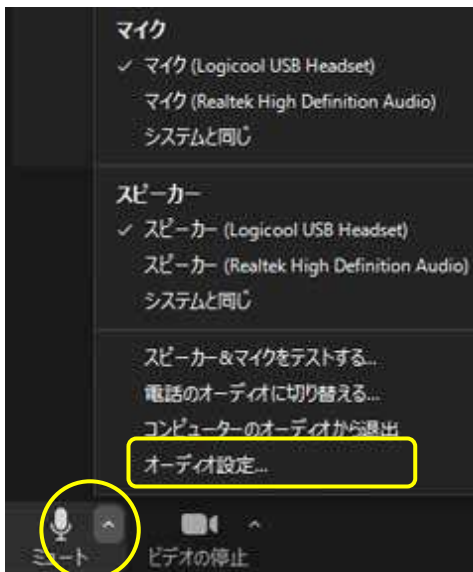 マイク
マイク (Logicool USB Headset)
マイク (Realtek High Definition Audio)
システムと同じ
スピーカー
スピーカー (Logicool USB Headset)
スピーカー (Realtek High Definition Audio)
システムと同じ
スピーカー&マイクをテストする...
電話のオーディオに切り替える...
コンピューターのオーディオから退出
オーディオ設定...
ミュート
ビデオの停止